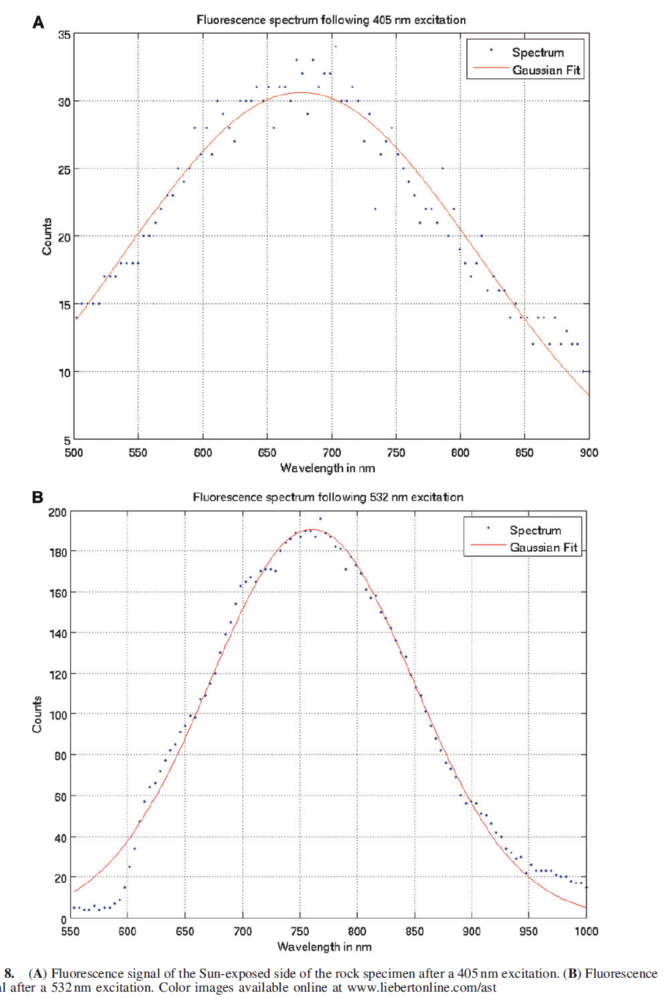 A
Fluorescence spectrum following 405 nm excitation
35
30
25
20
15
10
5
Counts
Spectrum
Gaussian Fit
500 550 600 650 700 750 800 850 900
Wavelength in nm
B
Fluorescence spectrum following 532 nm excitation
200
180
160
140
120
100
80
60
40
20
0
Counts
Spectrum
Gaussian Fit
550 600 650 700 750 800 850 900 950 1000
Wavelength in nm
8. (A) Fluorescence signal of the Sun-exposed side of the rock specimen after a 405 nm excitation. (B) Fluorescence
al after a 532 nm excitation. Color images available online at www.liebertonline.com/ast